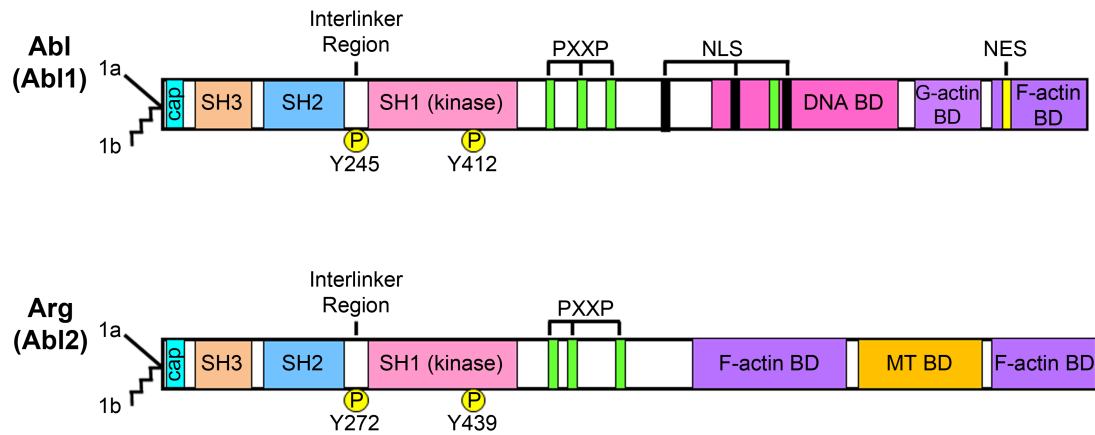 Interlinker
Region
PXXP
NLS
NES
Abl
(Abl1)
1a
1b
cap
SH3
SH2
SH1 (kinase)
DNA BD
G-actin
BD
F-actin
BD
P
P
Y245
Y412
Interlinker
Region
PXXP
Arg
(Abl2)
1a
1b
cap
SH3
SH2
SH1 (kinase)
F-actin BD
MT BD
F-actin BD
P
P
Y272
Y439